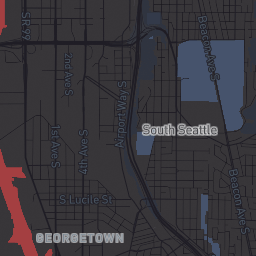 SR 99
2nd Ave S
Beacon Ave S
Airport Way S
South Seattle
1st Ave S
4th Ave S
S Lucile St
Beacon Ave S
GEORGETOWN